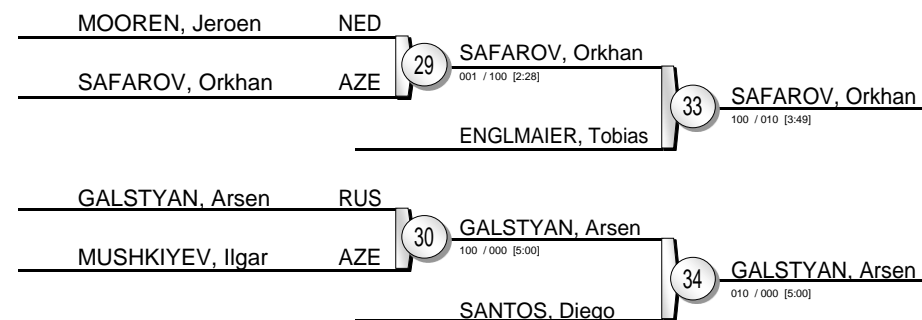 MOOREN, Jeroen NED
29
SAFAROV, Orkhan
001 / 100 [2:28]
SAFAROV, Orkhan AZE
33
SAFAROV, Orkhan
100 / 010 [3:49]
ENGLMAIER, Tobias
GALSTYAN, Arsen RUS
30
GALSTYAN, Arsen
100 / 000 [5:00]
MUSHKIYEV, Ilgar AZE
34
GALSTYAN, Arsen
010 / 000 [5:00]
SANTOS, Diego